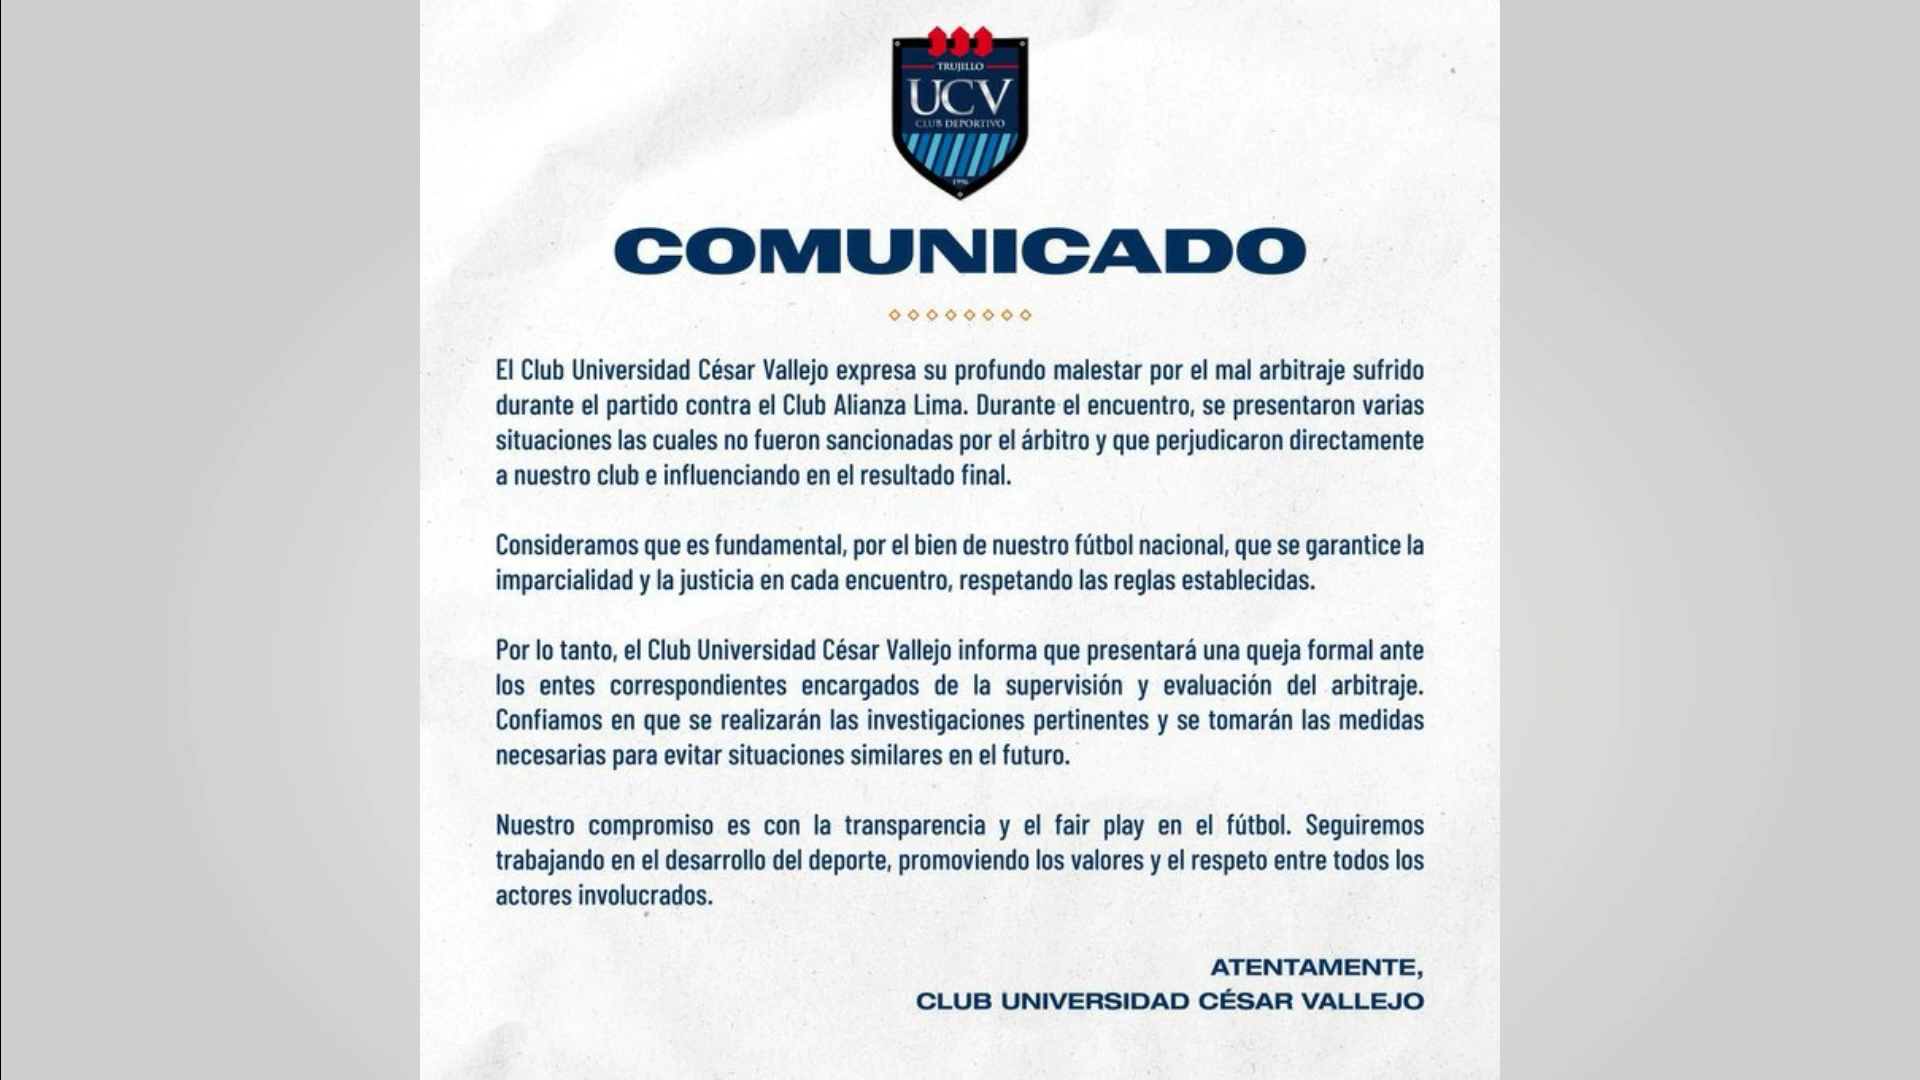 TRUJILLO
UCV
CLUB DEPORTIVO
1996
COMUNICADO
El Club Universidad César Vallejo expresa su profundo malestar por el mal arbitraje sufrido
durante el partido contra el Club Alianza Lima. Durante el encuentro, se presentaron varias
situaciones las cuales no fueron sancionadas por el árbitro y que perjudicaron directamente
a nuestro club e influenciando en el resultado final.
Consideramos que es fundamental, por el bien de nuestro fútbol nacional, que se garantice la
imparcialidad y la justicia en cada encuentro, respetando las reglas establecidas.
Por lo tanto, el Club Universidad César Vallejo informa que presentará una queja formal ante
los entes correspondientes encargados de la supervisión y evaluación del arbitraje.
Confiamos en que se realizarán las investigaciones pertinentes y se tomarán las medidas
necesarias para evitar situaciones similares en el futuro.
Nuestro compromiso es con la transparencia y el fair play en el fútbol. Seguiremos
trabajando en el desarrollo del deporte, promoviendo los valores y el respeto entre todos los
actores involucrados.
ATENTAMENTE,
CLUB UNIVERSIDAD CÉSAR VALLEJO